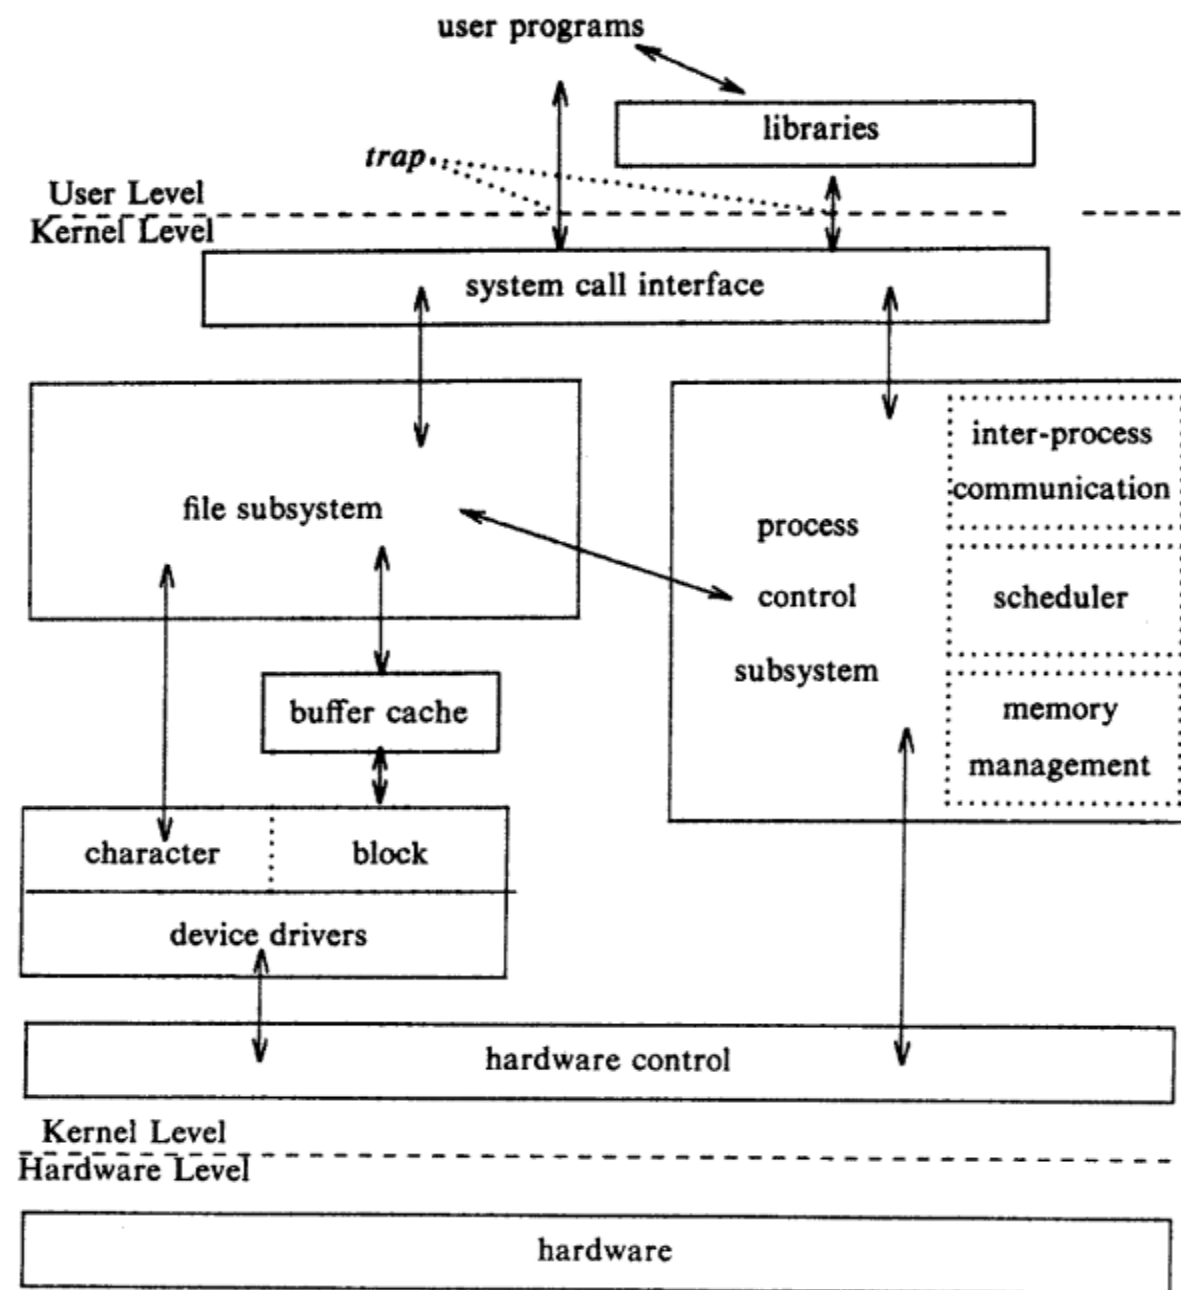 user programs
libraries
trap
User Level
Kernel Level
system call interface
file subsystem
process
control
subsystem
inter-process
communication
scheduler
memory
management
buffer cache
character
block
device drivers
hardware control
Kernel Level
Hardware Level
hardware